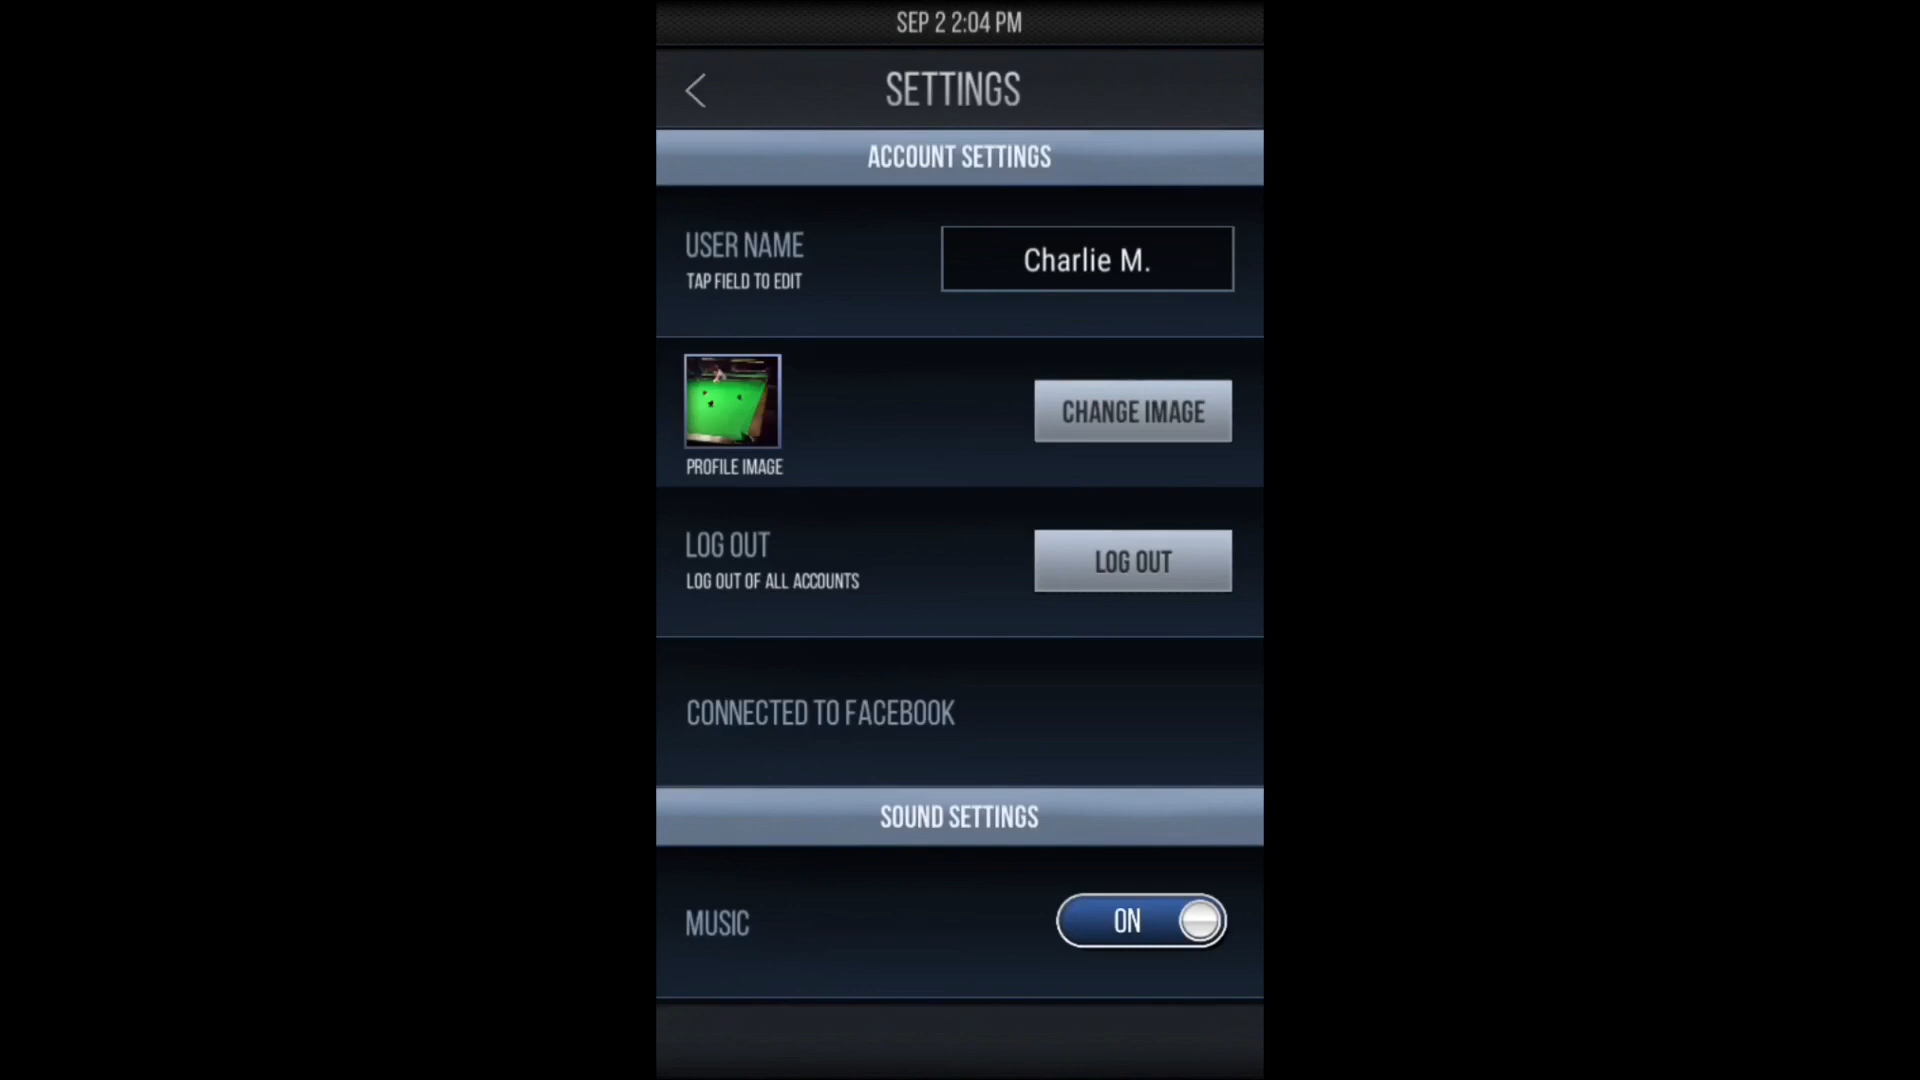 SEP 2 2:04 PM
SETTINGS
ACCOUNT SETTINGS
USER NAME
TAP FIELD TO EDIT
Charlie M.
PROFILE IMAGE
CHANGE IMAGE
LOG OUT
LOG OUT OF ALL ACCOUNTS
LOG OUT
CONNECTED TO FACEBOOK
SOUND SETTINGS
MUSIC
ON